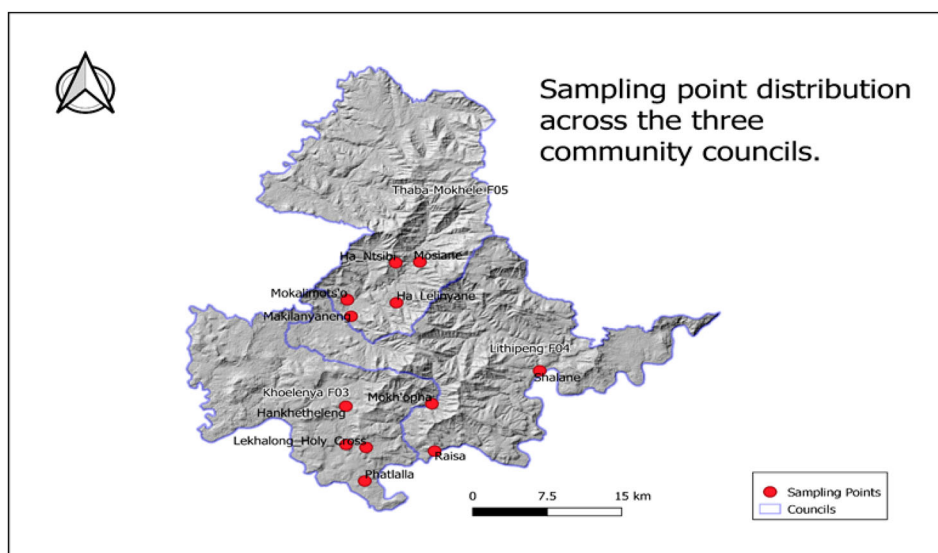 Sampling point distribution
across the three
community councils.
Thaba-Mokhele F05
Ha_Ntsibi
Mosiane
Mokalimots'o
Ha_Lelinyane
Makilanyaneng
Lithipeng F04
Shalane
Khoelenya F03
Mokh'opha
Hankhetheleng
Lekhalong_Holy_Cross
Raisa
Phatlalla
0 7.5 15 km
Sampling Points
Councils